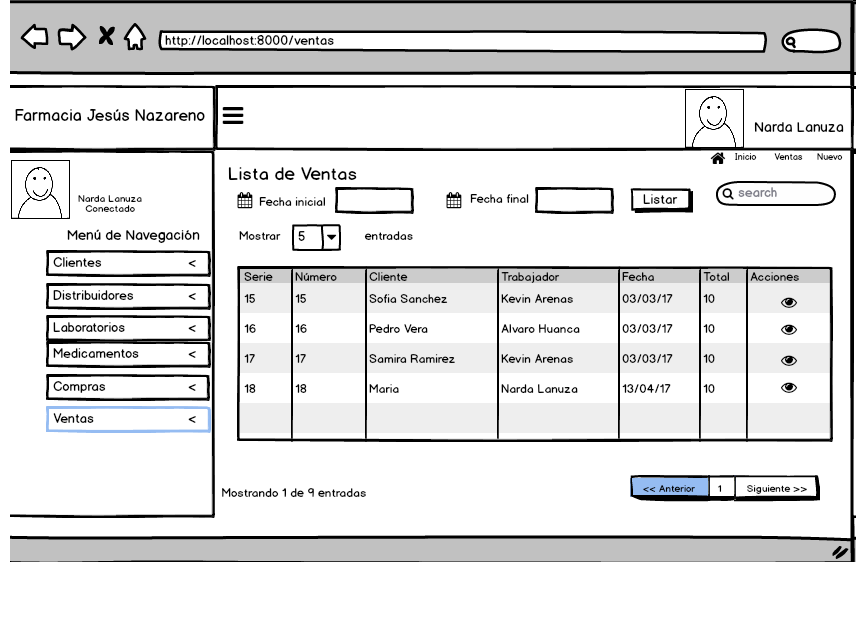 http://localhost:8000/ventas
Farmacia Jesús Nazareno
Narda Lanuza
Inicio Ventas Nuevo
Narda Lanuza
Conectado
Menú de Navegación
Clientes <
Distribuidores <
Laboratorios <
Medicamentos <
Compras <
Ventas <
Lista de Ventas
Fecha inicial Fecha final Listar search
Mostrar 5 entradas
Serie Número Cliente Trabajador Fecha Total Acciones
15 15 Sofia Sanchez Kevin Arenas 03/03/17 10
16 16 Pedro Vera Alvaro Huanca 03/03/17 10
17 17 Samira Ramirez Kevin Arenas 03/03/17 10
18 18 Maria Narda Lanuza 13/04/17 10
Mostrando 1 de 9 entradas
<< Anterior 1 Siguiente >>